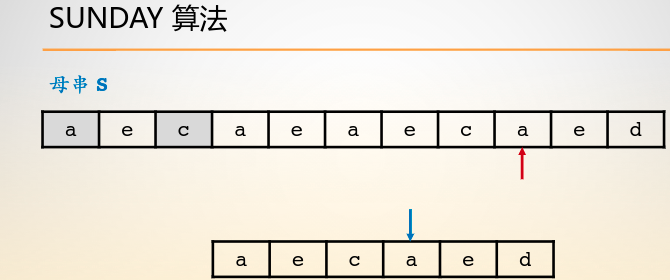 SUNDAY 算法
母串 S
a e c a e a e c a e d
a e c a e d